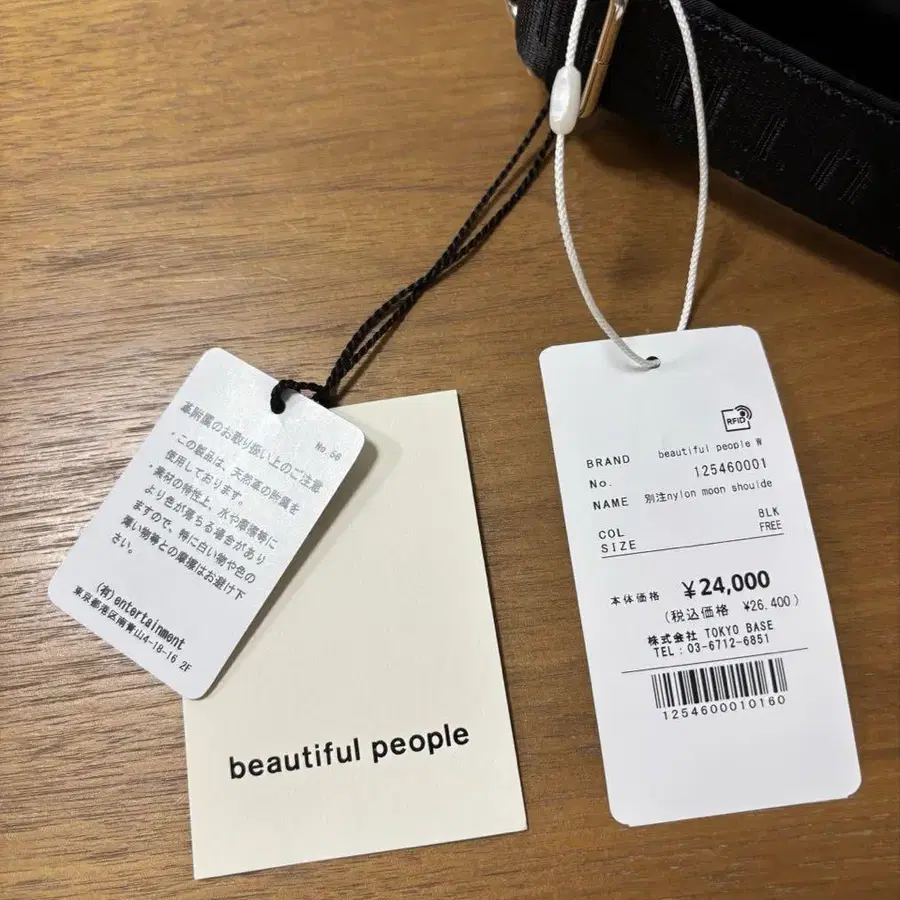 No.58
革附属のお取り扱い上のご注意
・この製品は、天然革の附属を
使用しております。
・素材の特性上、水や摩擦等に
より色が落ちる場合があり
ますので、特に白い物や色の
薄い物等との摩擦はお避け下
さい。
(有)entertainment
東京都港区南青山4-18-16 2F
beautiful people
RFID
BRAND beautiful people W
No. 125460001
NAME 別注nylon moon shoulde
COL BLK
SIZE FREE
本体価格 ¥24,000
(税込価格 ¥26,400)
株式会社 TOKYO BASE
TEL:03-6712-6851
1254600010160